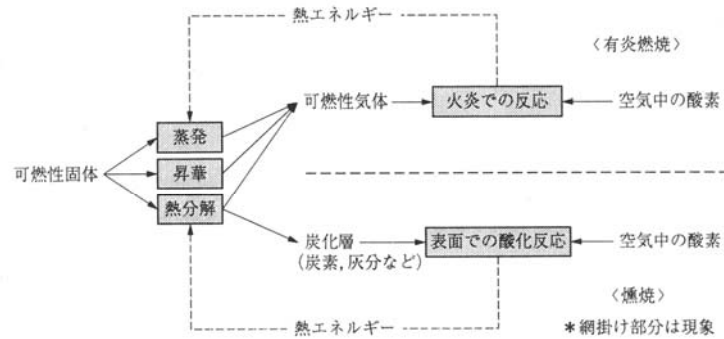 熱エネルギー
〈有炎燃焼〉
可燃性気体
火炎での反応
空気中の酸素
蒸発
可燃性固体
昇華
熱分解
炭化層
(炭素,灰分など)
表面での酸化反応
空気中の酸素
〈燻焼〉
熱エネルギー
*網掛け部分は現象